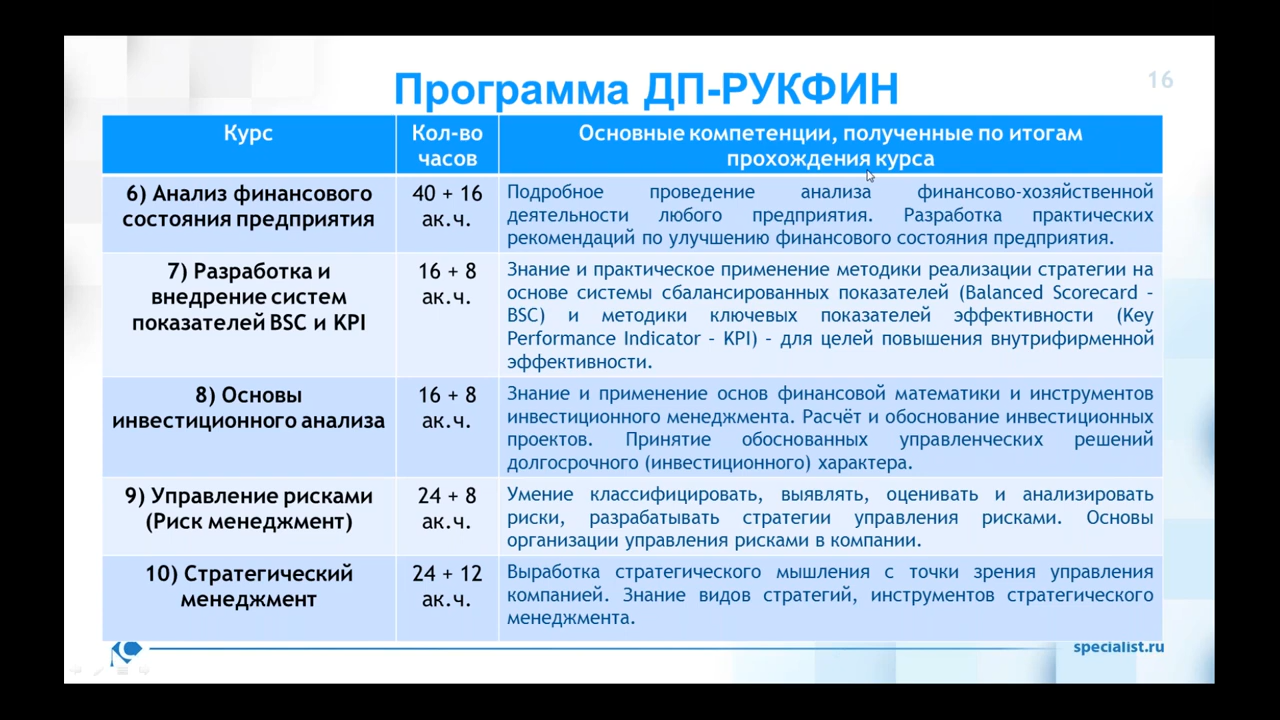 Программа ДП-РУКФИН
16
Курс
Кол-во
часов
Основные компетенции, полученные по итогам
прохождения курса
6) Анализ финансового
состояния предприятия
40 + 16
ак.ч.
Подробное проведение анализа финансово-хозяйственной
деятельности любого предприятия. Разработка практических
рекомендаций по улучшению финансового состояния предприятия.
7) Разработка и
внедрение систем
показателей BSC и KPI
16 + 8
ак.ч.
Знание и практическое применение методики реализации стратегии на
основе системы сбалансированных показателей (Balanced Scorecard -
BSC) и методики ключевых показателей эффективности (Key
Performance Indicator - KPI) - для целей повышения внутрифирменной
эффективности.
8) Основы
инвестиционного анализа
16 + 8
ак.ч.
Знание и применение основ финансовой математики и инструментов
инвестиционного менеджмента. Расчёт и обоснование инвестиционных
проектов. Принятие обоснованных управленческих решений
долгосрочного (инвестиционного) характера.
9) Управление рисками
(Риск менеджмент)
24 + 8
ак.ч.
Умение классифицировать, выявлять, оценивать и анализировать
риски, разрабатывать стратегии управления рисками. Основы
организации управления рисками в компании.
10) Стратегический
менеджмент
24 + 12
ак.ч.
Выработка стратегического мышления с точки зрения управления
компанией. Знание видов стратегий, инструментов стратегического
менеджмента.
specialist.ru